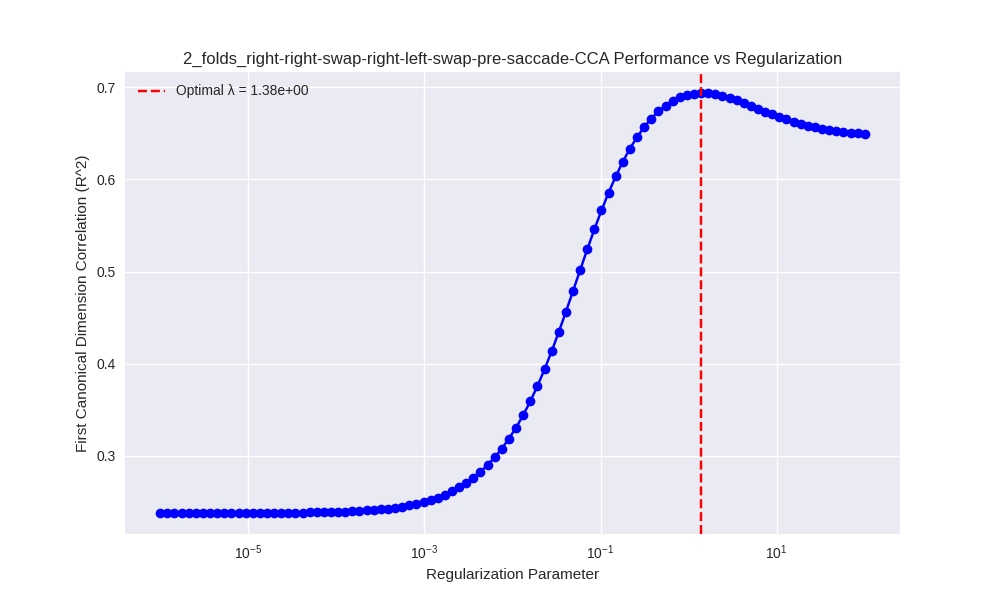 2_folds_right-right-swap-right-left-swap-pre-saccade-CCA Performance vs Regularization
Optimal λ = 1.38e+00
First Canonical Dimension Correlation (R^2)
0.7
0.6
0.5
0.4
0.3
10⁻⁵
10⁻³
10⁻¹
10¹
Regularization Parameter